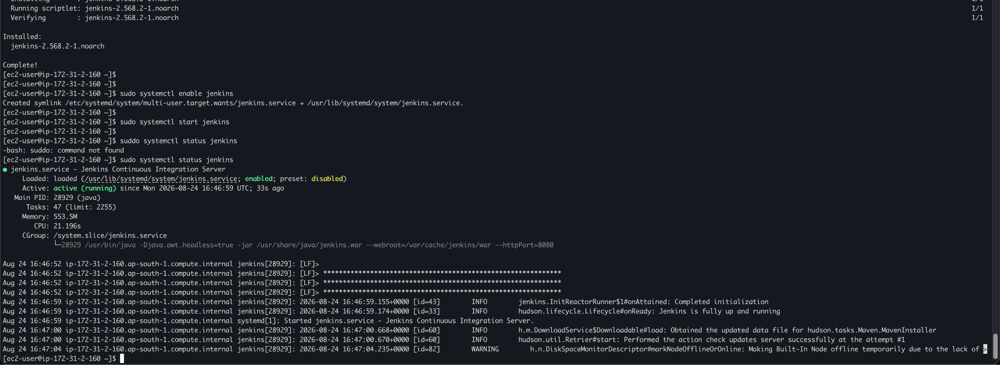 Installing       : jenkins-2.568.2-1.noarch 1/1
Running scriptlet: jenkins-2.568.2-1.noarch 1/1
Verifying        : jenkins-2.568.2-1.noarch 1/1
Installed:
jenkins-2.568.2-1.noarch
Complete!
[ec2-user@ip-172-31-2-160 ~]$
[ec2-user@ip-172-31-2-160 ~]$
[ec2-user@ip-172-31-2-160 ~]$ sudo systemctl enable jenkins
Created symlink /etc/systemd/system/multi-user.target.wants/jenkins.service → /usr/lib/systemd/system/jenkins.service.
[ec2-user@ip-172-31-2-160 ~]$
[ec2-user@ip-172-31-2-160 ~]$ sudo systemctl start jenkins
[ec2-user@ip-172-31-2-160 ~]$
[ec2-user@ip-172-31-2-160 ~]$ suddo systemctl status jenkins
-bash: suddo: command not found
[ec2-user@ip-172-31-2-160 ~]$ sudo systemctl status jenkins
● jenkins.service - Jenkins Continuous Integration Server
Loaded: loaded (/usr/lib/systemd/system/jenkins.service; enabled; preset: disabled)
Active: active (running) since Mon 2026-08-24 16:46:59 UTC; 33s ago
Main PID: 28929 (java)
Tasks: 47 (limit: 2255)
Memory: 553.5M
CPU: 21.196s
CGroup: /system.slice/jenkins.service
└─28929 /usr/bin/java -Djava.awt.headless=true -jar /usr/share/java/jenkins.war --webroot=/var/cache/jenkins/war --httpPort=8080
Aug 24 16:46:52 ip-172-31-2-160.ap-south-1.compute.internal jenkins[28929]: [LF]>
Aug 24 16:46:52 ip-172-31-2-160.ap-south-1.compute.internal jenkins[28929]: [LF]> *************************************************************
Aug 24 16:46:52 ip-172-31-2-160.ap-south-1.compute.internal jenkins[28929]: [LF]> *************************************************************
Aug 24 16:46:52 ip-172-31-2-160.ap-south-1.compute.internal jenkins[28929]: [LF]> *************************************************************
Aug 24 16:46:59 ip-172-31-2-160.ap-south-1.compute.internal jenkins[28929]: 2026-08-24 16:46:59.155+0000 [id=43]        INFO        jenkins.InitReactorRunner$1#onAttained: Completed initialization
Aug 24 16:46:59 ip-172-31-2-160.ap-south-1.compute.internal jenkins[28929]: 2026-08-24 16:46:59.174+0000 [id=33]        INFO        hudson.lifecycle.Lifecycle#onReady: Jenkins is fully up and running
Aug 24 16:46:59 ip-172-31-2-160.ap-south-1.compute.internal systemd[1]: Started jenkins.service - Jenkins Continuous Integration Server.
Aug 24 16:47:00 ip-172-31-2-160.ap-south-1.compute.internal jenkins[28929]: 2026-08-24 16:47:00.668+0000 [id=60]        INFO        h.m.DownloadService$Downloadable#load: Obtained the updated data file for hudson.tasks.Maven.MavenInstaller
Aug 24 16:47:00 ip-172-31-2-160.ap-south-1.compute.internal jenkins[28929]: 2026-08-24 16:47:00.670+0000 [id=60]        INFO        hudson.util.Retrier#start: Performed the action check updates server successfully at the attempt #1
Aug 24 16:47:04 ip-172-31-2-160.ap-south-1.compute.internal jenkins[28929]: 2026-08-24 16:47:04.235+0000 [id=82]        WARNING        h.n.DiskSpaceMonitorDescriptor#markNodeOfflineOrOnline: Making Built-In Node offline temporarily due to the lack of >
[ec2-user@ip-172-31-2-160 ~]$